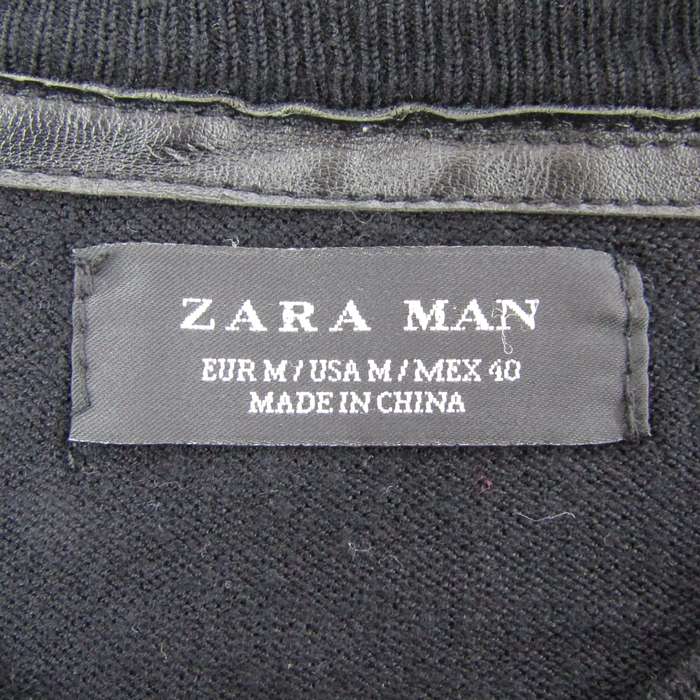 ZARA MAN
EUR M / USA M / MEX 40
MADE IN CHINA